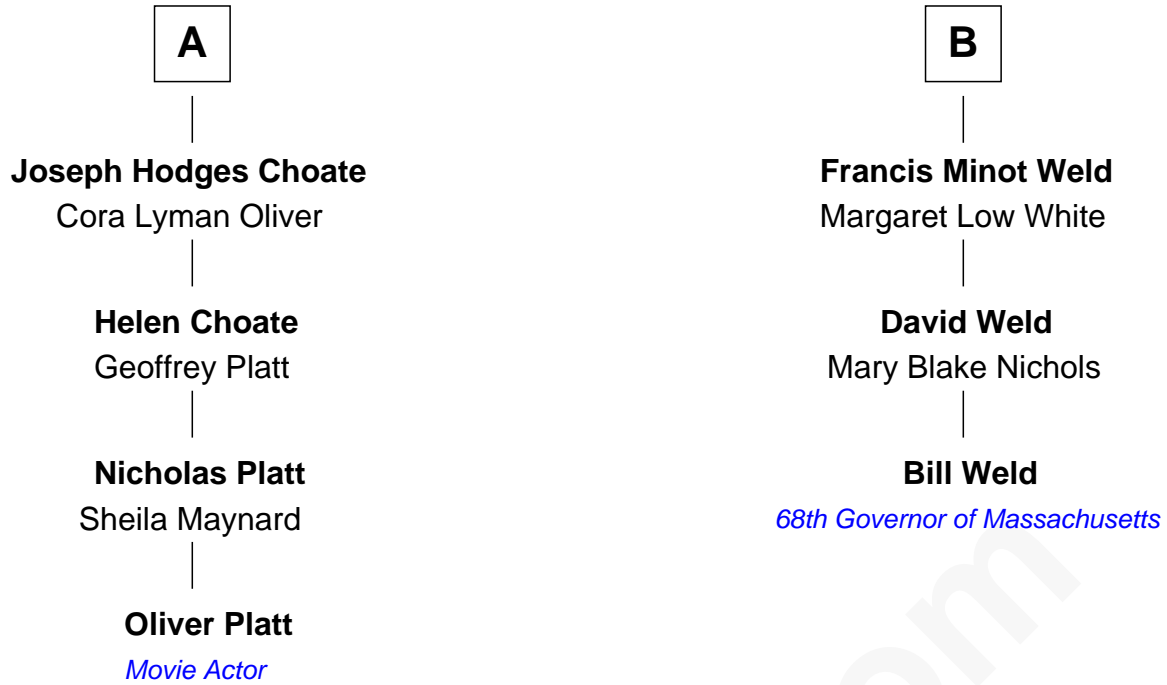 A
B
Joseph Hodges Choate
Cora Lyman Oliver
Francis Minot Weld
Margaret Low White
Helen Choate
Geoffrey Platt
David Weld
Mary Blake Nichols
Nicholas Platt
Sheila Maynard
Bill Weld
68th Governor of Massachusetts
Oliver Platt
Movie Actor
om